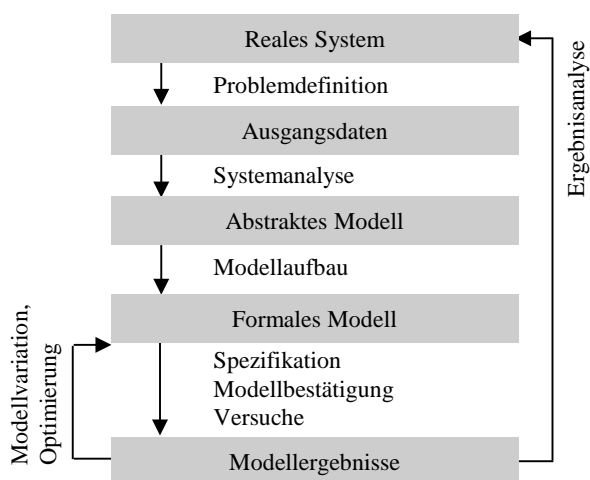 Reales System
Problemdefinition
Ausgangsdaten
Systemanalyse
Abstraktes Modell
Modellaufbau
Formales Modell
Spezifikation
Modellbestätigung
Versuche
Modellergebnisse
Modellvariation,
Optimierung
Ergebnisanalyse